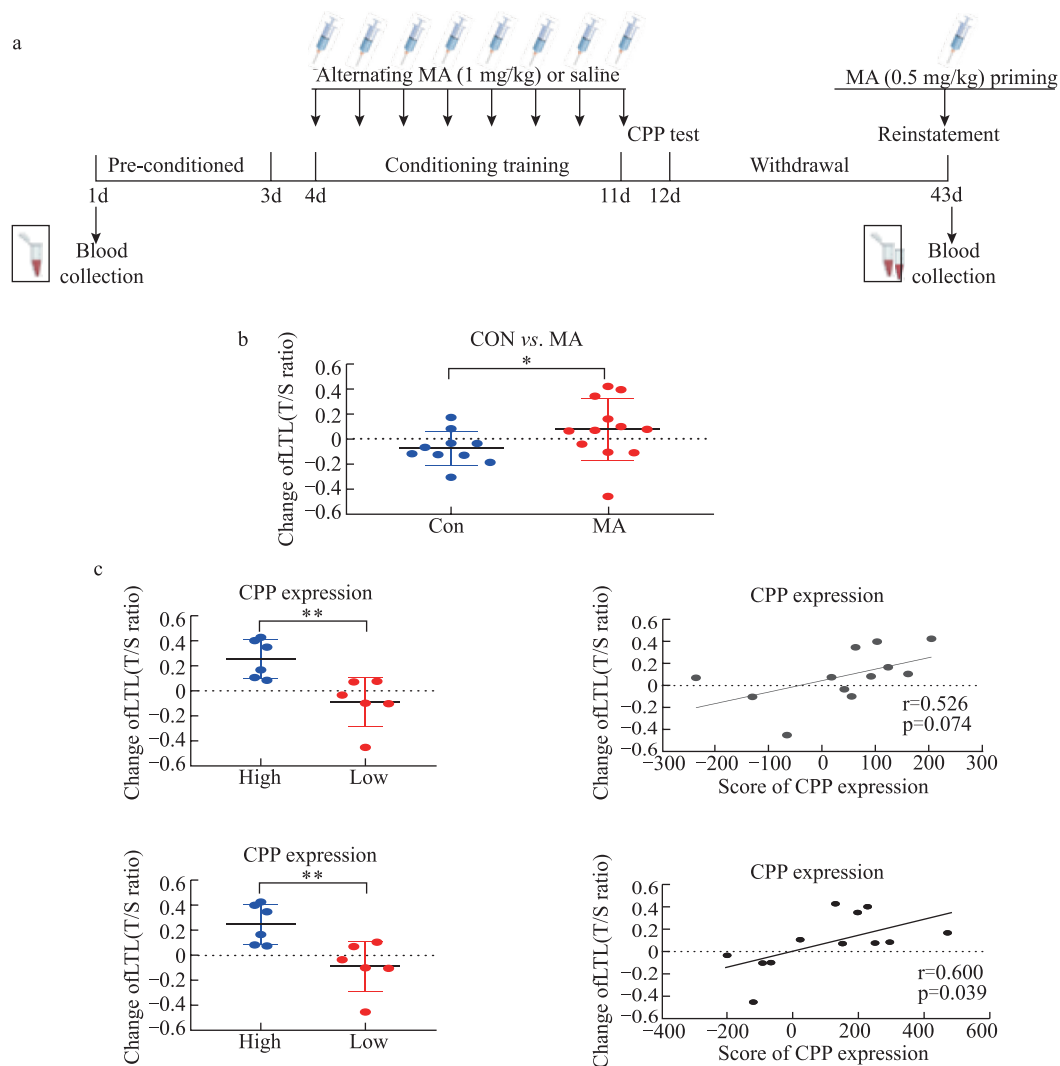 a
Alternating MA (1 mg/kg) or saline
MA (0.5 mg/kg) priming
CPP test
Reinstatement
Pre-conditioned
Conditioning training
Withdrawal
1d
3d
4d
11d
12d
43d
Blood
collection
Blood
collection
b
CON vs. MA
*
Change ofLTL(T/S ratio)
0.6
0.4
0.2
0
−0.2
−0.4
−0.6
Con
MA
c
CPP expression
**
Change ofLTL(T/S ratio)
0.6
0.4
0.2
0
−0.2
−0.4
−0.6
High
Low
CPP expression
Change ofLTL(T/S ratio)
0.6
0.4
0.2
0
−0.2
−0.4
−0.6
r=0.526
p=0.074
−300
−200
−100
0
100
200
300
Score of CPP expression
CPP expression
**
Change ofLTL(T/S ratio)
0.6
0.4
0.2
0
−0.2
−0.4
−0.6
High
Low
CPP expression
Change ofLTL(T/S ratio)
0.6
0.4
0.2
0
−0.2
−0.4
−0.6
r=0.600
p=0.039
−400
−200
0
200
400
600
Score of CPP expression